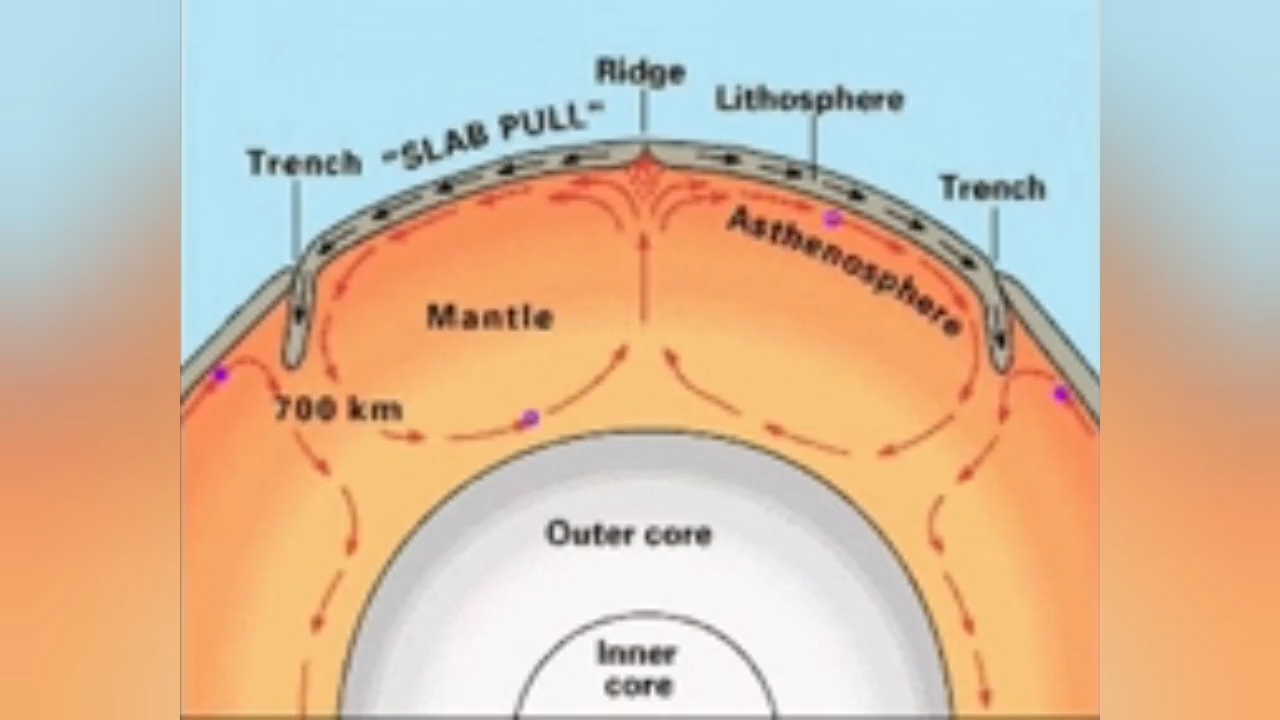 Ridge
Lithosphere
"SLAB PULL"
Trench
Trench
Asthenosphere
Mantle
700 km
Outer core
Inner
core